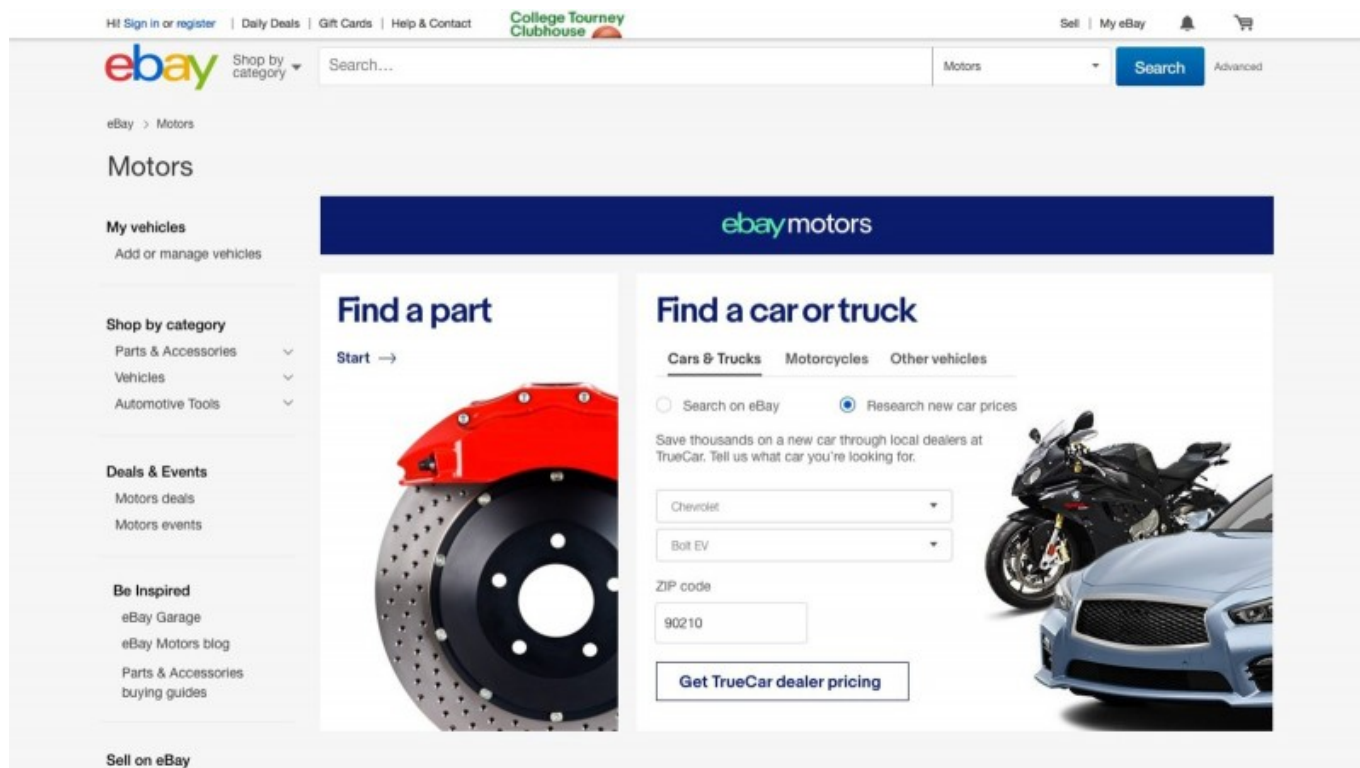 Hi! Sign in or register | Daily Deals | Gift Cards | Help & Contact
College Tourney
Clubhouse
Sell | My eBay
ebay
Shop by
category
Search...
Motors
Search
Advanced
eBay > Motors
Motors
My vehicles
Add or manage vehicles
Shop by category
Parts & Accessories
Vehicles
Automotive Tools
Deals & Events
Motors deals
Motors events
Be Inspired
eBay Garage
eBay Motors blog
Parts & Accessories
buying guides
Sell on eBay
ebay motors
Find a part
Start →
Find a car or truck
Cars & Trucks Motorcycles Other vehicles
Search on eBay Research new car prices
Save thousands on a new car through local dealers at
TrueCar. Tell us what car you're looking for.
Chevrolet
Bolt EV
ZIP code
90210
Get TrueCar dealer pricing